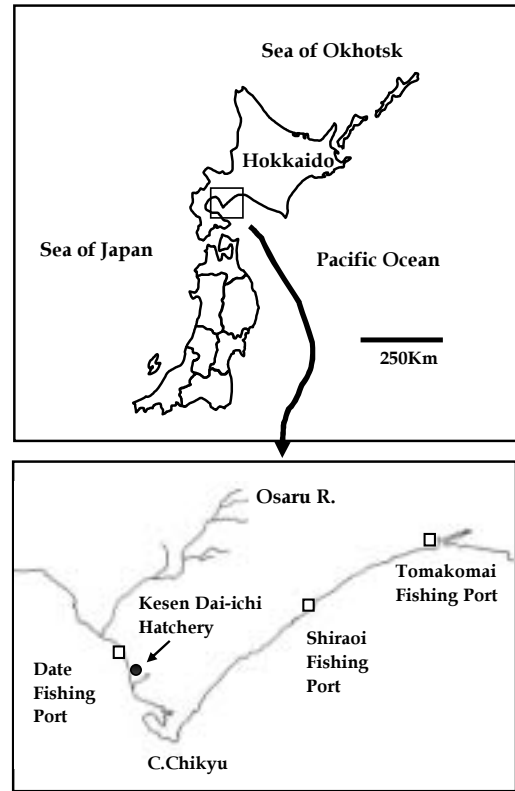 Sea of Okhotsk
Hokkaido
Sea of Japan
Pacific Ocean
250Km
Osaru R.
Tomakomai
Fishing Port
Kesen Dai-ichi
Hatchery
Shiraoi
Fishing
Port
Date
Fishing
Port
C.Chikyu